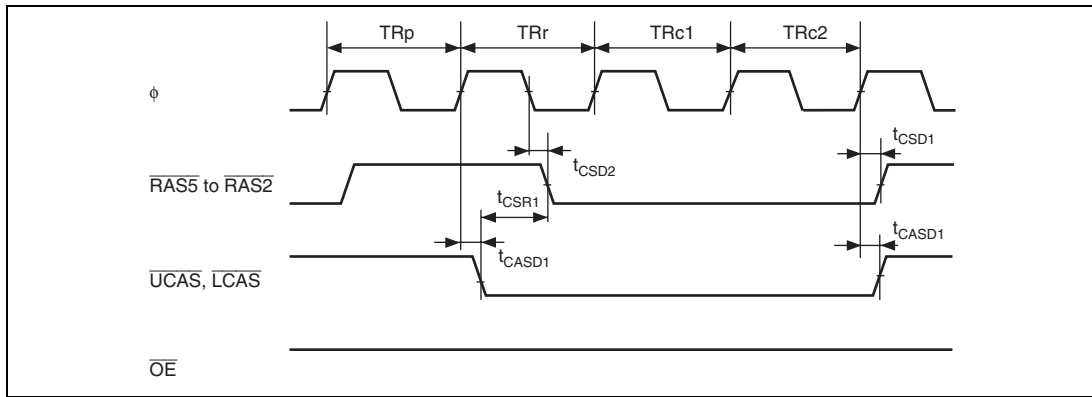 TRp TRr TRc1 TRc2
ϕ
tCSD1
tCSD2
RAS5 to RAS2
tCSR1
tCASD1
tCASD1
UCAS, LCAS
OE